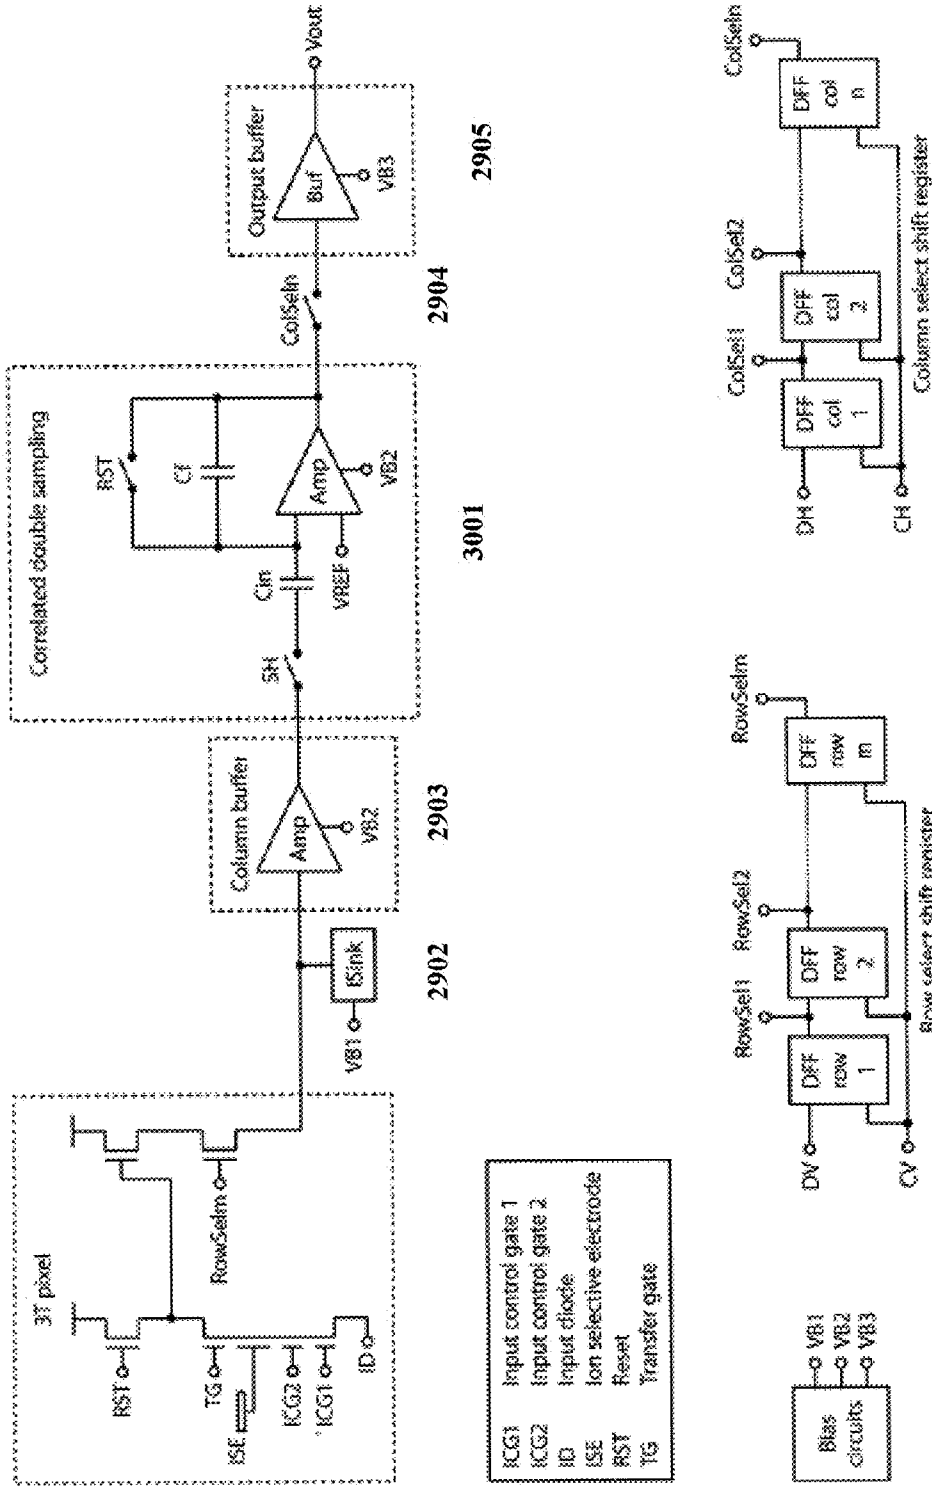 3T pixel
RST
TG
ISE
ICG2
ICG1
ID
RowSelm
VB1
ISink
2902
Column buffer
Amp
VB2
2903
Correlated double sampling
SH
Cin
VREF
RST
Cf
Amp
VB2
3001
ColSeln
2904
Output buffer
Buf
VB3
Vout
2905
ICG1 Input control gate 1
ICG2 Input control gate 2
ID Input diode
ISE Ion selective electrode
RST Reset
TG Transfer gate
Bias
circuits
VB1
VB2
VB3
DV
CV
DFF
row
1
RowSel1
DFF
row
2
RowSel2
DFF
row
m
RowSelm
Row select shift register
DH
CH
DFF
col
1
ColSel1
DFF
col
2
ColSel2
DFF
col
n
ColSeln
Column select shift register